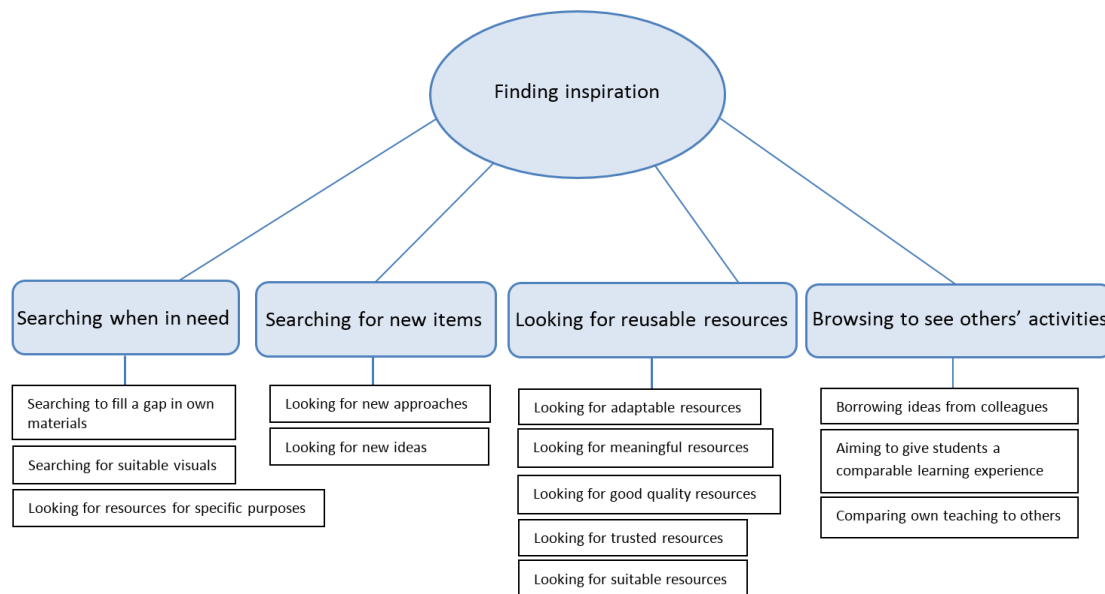 Finding inspiration
Searching when in need
Searching to fill a gap in own
materials
Searching for suitable visuals
Looking for resources for specific purposes
Searching for new items
Looking for new approaches
Looking for new ideas
Looking for reusable resources
Looking for adaptable resources
Looking for meaningful resources
Looking for good quality resources
Looking for trusted resources
Looking for suitable resources
Browsing to see others’ activities
Borrowing ideas from colleagues
Aiming to give students a
comparable learning experience
Comparing own teaching to others